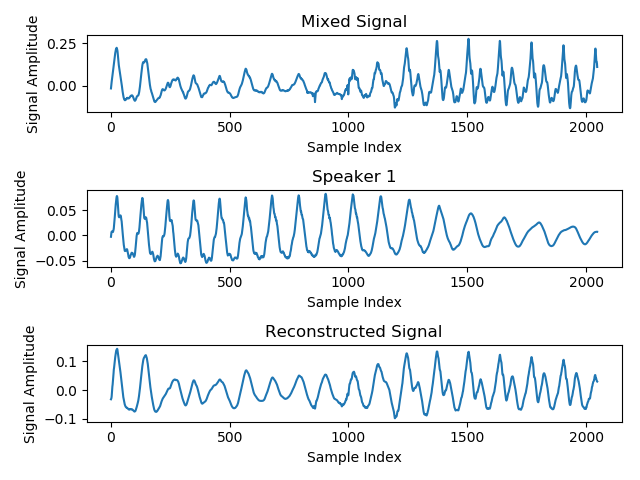 Mixed Signal
Signal Amplitude
0.25
0.00
0 500 1000 1500 2000
Sample Index
Speaker 1
Signal Amplitude
0.05
0.00
−0.05
0 500 1000 1500 2000
Sample Index
Reconstructed Signal
Signal Amplitude
0.1
0.0
−0.1
0 500 1000 1500 2000
Sample Index